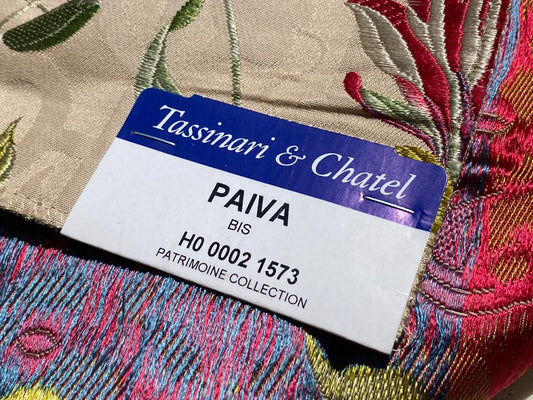 Tassinari & Chatel
PAIVA
BIS
H0 0002 1573
PATRIMOINE COLLECTION